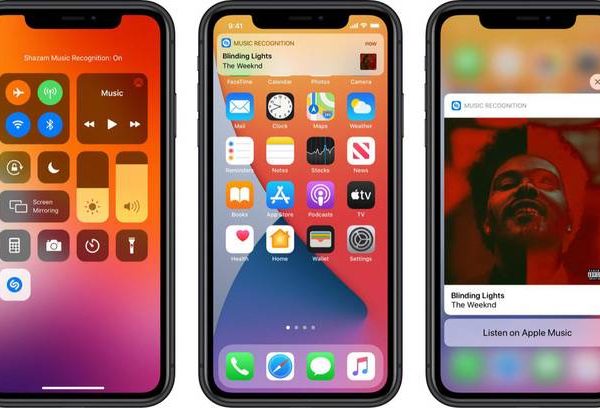 Shazam Music Recognition: On
Music
Screen
Mirroring
9:41
MUSIC RECOGNITION
now
Blinding Lights
The Weeknd
FaceTime
Calendar
Photos
Camera
Mail
Clock
Maps
Weather
Reminders
Notes
Stocks
News
Books
App Store
Podcasts
tv
TV
Health
Home
Wallet
Settings
MUSIC RECOGNITION
Blinding Lights
The Weeknd
Listen on Apple Music